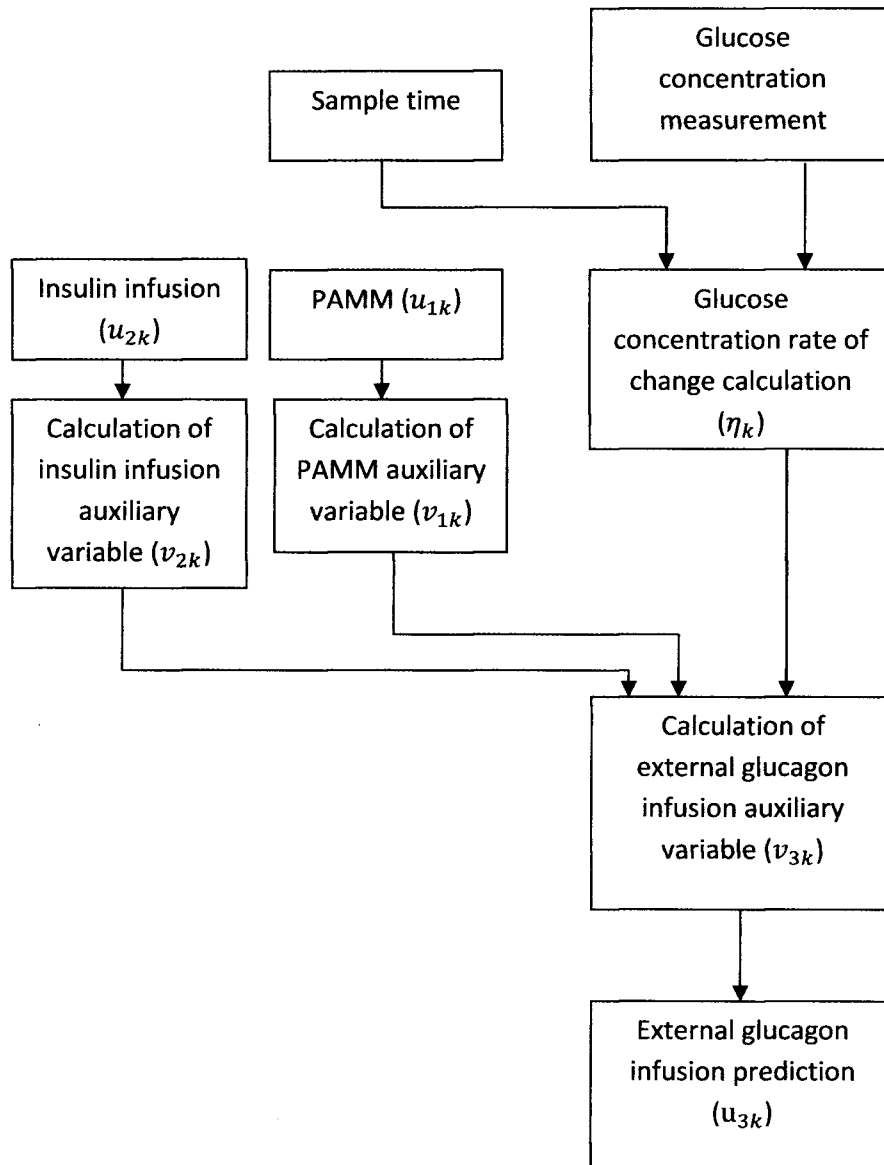 Glucose
concentration
measurement
Sample time
Insulin infusion
(u₂ₖ)
PAMM (u₁ₖ)
Glucose
concentration rate of
change calculation
(ηₖ)
Calculation of
insulin infusion
auxiliary
variable (v₂ₖ)
Calculation of
PAMM auxiliary
variable (v₁ₖ)
Calculation of
external glucagon
infusion auxiliary
variable (v₃ₖ)
External glucagon
infusion prediction
(u₃ₖ)